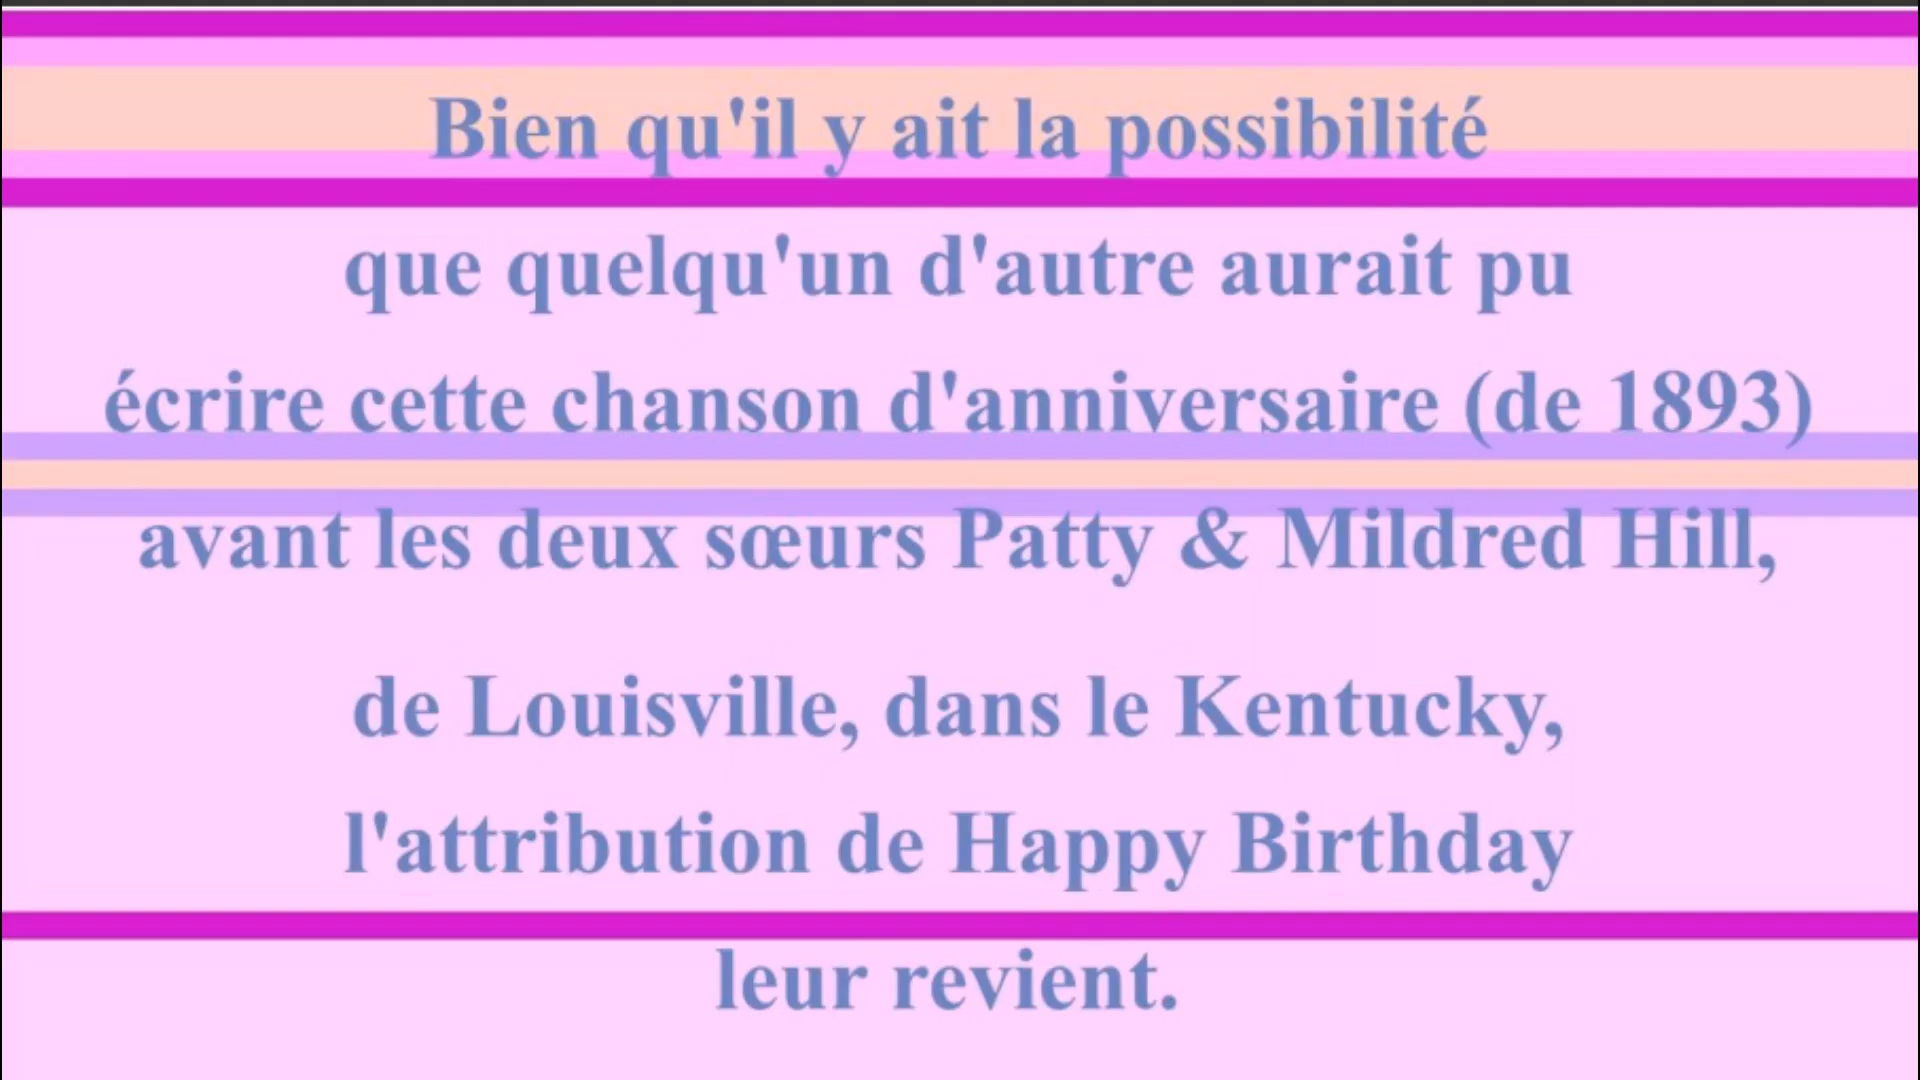 Bien qu'il y ait la possibilité
que quelqu'un d'autre aurait pu
écrire cette chanson d'anniversaire (de 1893)
avant les deux sœurs Patty & Mildred Hill,
de Louisville, dans le Kentucky,
l'attribution de Happy Birthday
leur revient.